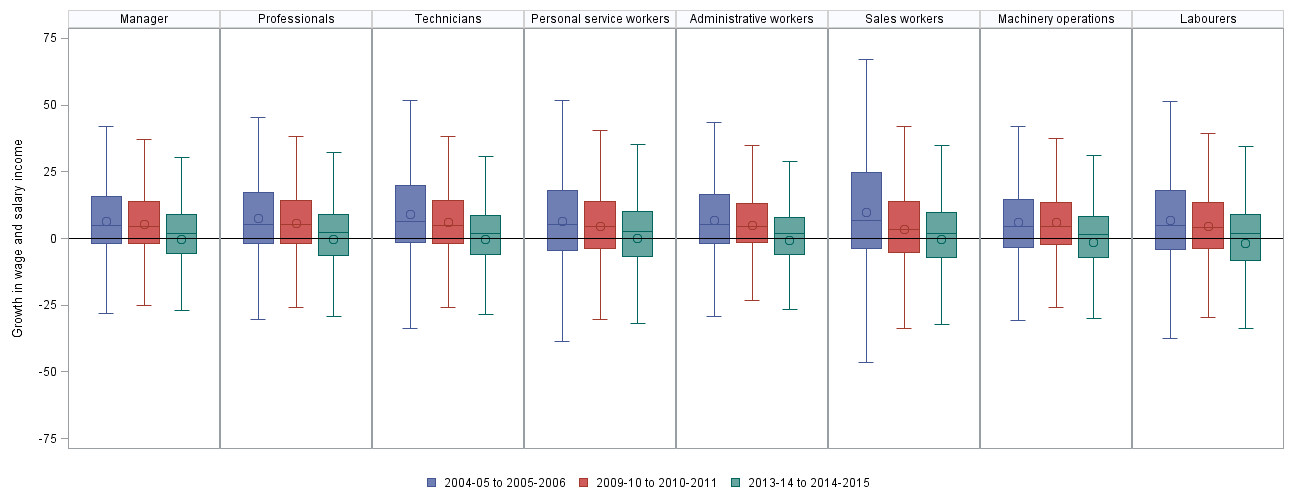 Manager Professionals Technicians Personal service workers Administrative workers Sales workers Machinery operations Labourers
75
50
25
0
-25
-50
-75
Growth in wage and salary income
2004-05 to 2005-2006 2009-10 to 2010-2011 2013-14 to 2014-2015